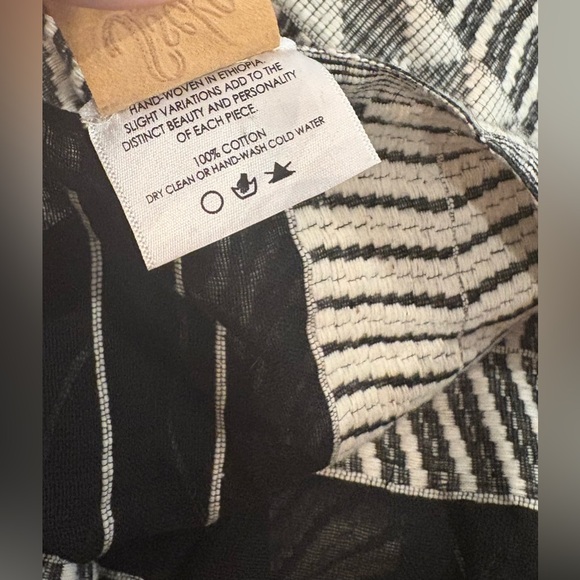 HAND-WOVEN IN ETHIOPIA.
SLIGHT VARIATIONS ADD TO THE
DISTINCT BEAUTY AND PERSONALITY
OF EACH PIECE.
100% COTTON
DRY CLEAN OR HAND-WASH COLD WATER